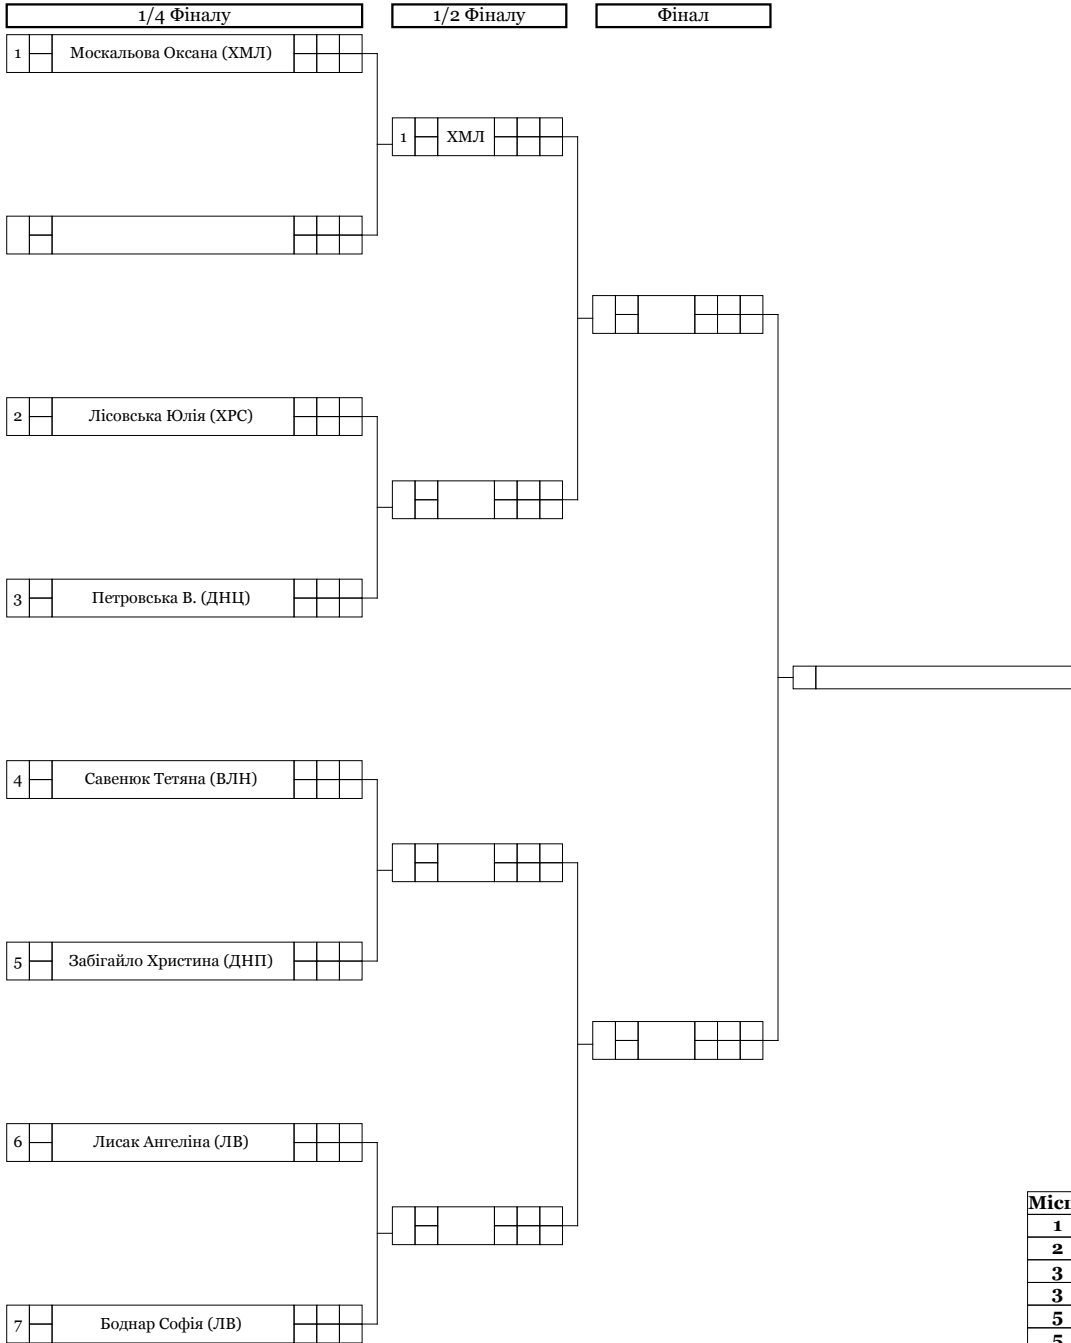 1/4 Фіналу
1/2 Фіналу
Фінал
1 Москальова Оксана (ХМЛ)
1 ХМЛ
2 Лісовська Юлія (ХРС)
3 Петровська В. (ДНЦ)
4 Савенюк Тетяна (ВЛН)
5 Забігайло Христина (ДНП)
6 Лисак Ангеліна (ЛВ)
7 Боднар Софія (ЛВ)
1
2
3
3
5
5